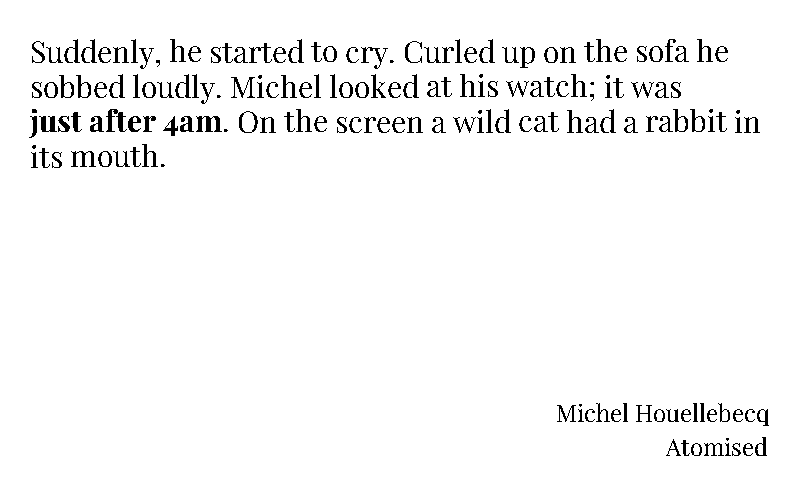 Suddenly, he started to cry. Curled up on the sofa he
sobbed loudly. Michel looked at his watch; it was
just after 4am. On the screen a wild cat had a rabbit in
its mouth.
Michel Houellebecq
Atomised